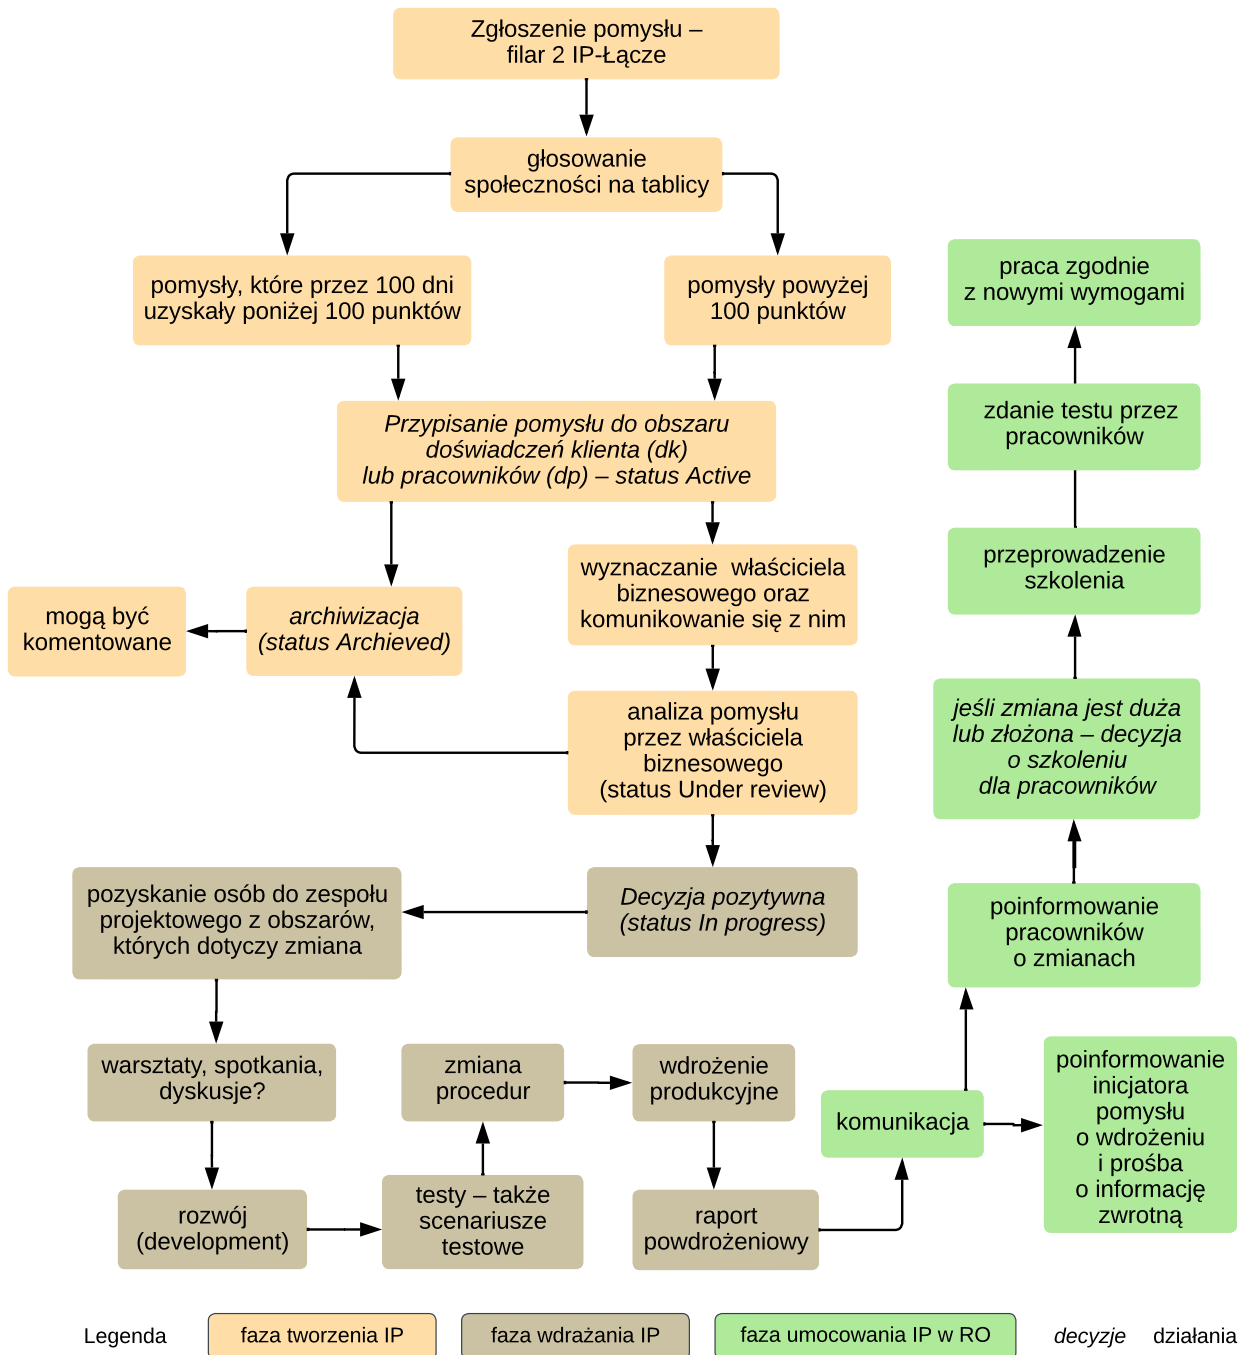 Zgłoszenie pomysłu –
filar 2 IP-Łącze
głosowanie
społeczności na tablicy
pomysły, które przez 100 dni
uzyskały poniżej 100 punktów
pomysły powyżej
100 punktów
Przypisanie pomysłu do obszaru
doświadczeń klienta (dk)
lub pracowników (dp) – status Active
wyznaczanie właściciela
biznesowego oraz
komunikowanie się z nim
archiwizacja
(status Archieved)
mogą być
komentowane
analiza pomysłu
przez właściciela
biznesowego
(status Under review)
Decyzja pozytywna
(status In progress)
pozyskanie osób do zespołu
projektowego z obszarów,
których dotyczy zmiana
warsztaty, spotkania,
dyskusje?
rozwój
(development)
testy – także
scenariusze
testowe
zmiana
procedur
wdrożenie
produkcyjne
raport
powdrożeniowy
komunikacja
poinformowanie
inicjatora
pomysłu
o wdrożeniu
i prośba
o informację
zwrotną
poinformowanie
pracowników
o zmianach
jeśli zmiana jest duża
lub złożona – decyzja
o szkoleniu
dla pracowników
przeprowadzenie
szkolenia
zdanie testu przez
pracowników
praca zgodnie
z nowymi wymogami
Legenda
faza tworzenia IP
faza wdrażania IP
faza umocowania IP w RO
decyzje
działania